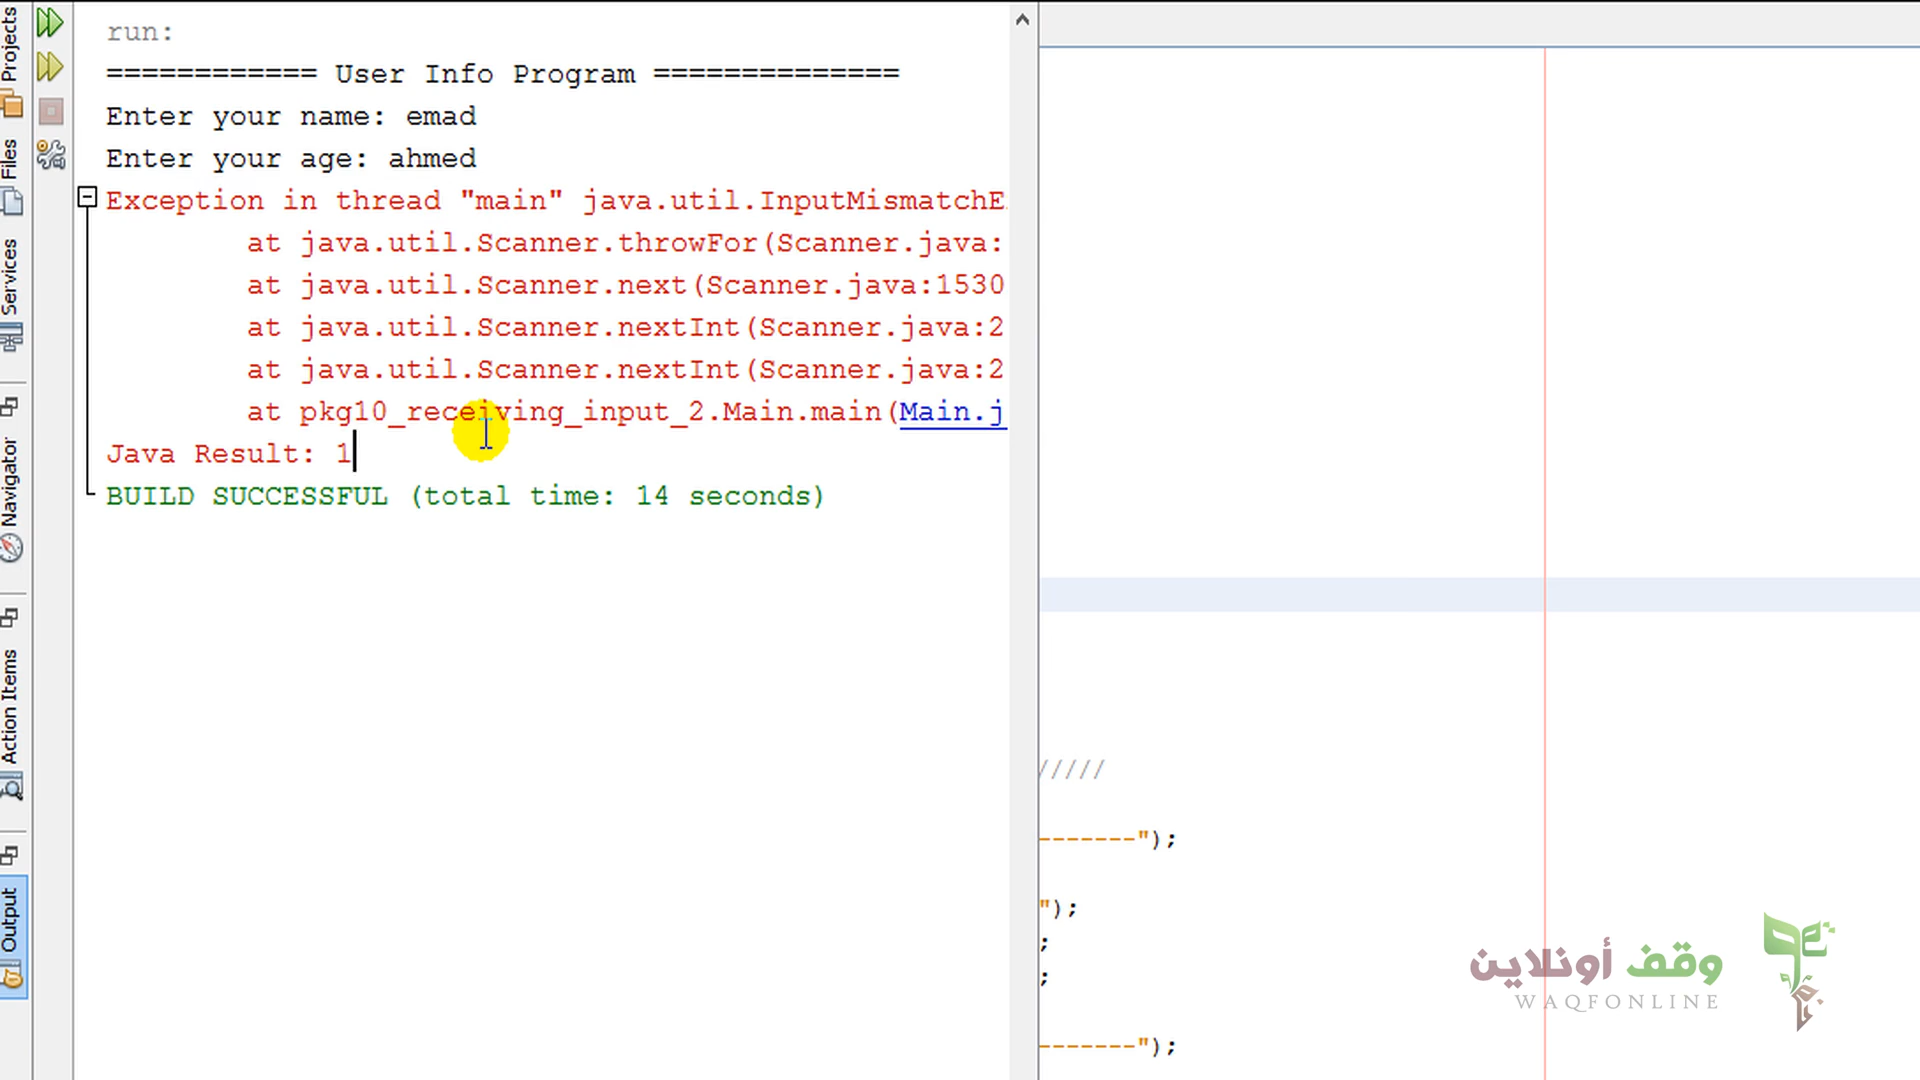 Projects
Files
Services
Navigator
Action Items
Output
run:
============ User Info Program ==============
Enter your name: emad
Enter your age: ahmed
Exception in thread "main" java.util.InputMismatchE
at java.util.Scanner.throwFor(Scanner.java:
at java.util.Scanner.next(Scanner.java:1530
at java.util.Scanner.nextInt(Scanner.java:2
at java.util.Scanner.nextInt(Scanner.java:2
at pkg10_receiving_input_2.Main.main(Main.j
Java Result: 1
BUILD SUCCESSFUL (total time: 14 seconds)
/////
-------");
");
;
;
-------");
وقف أونلاين
WAQFONLINE